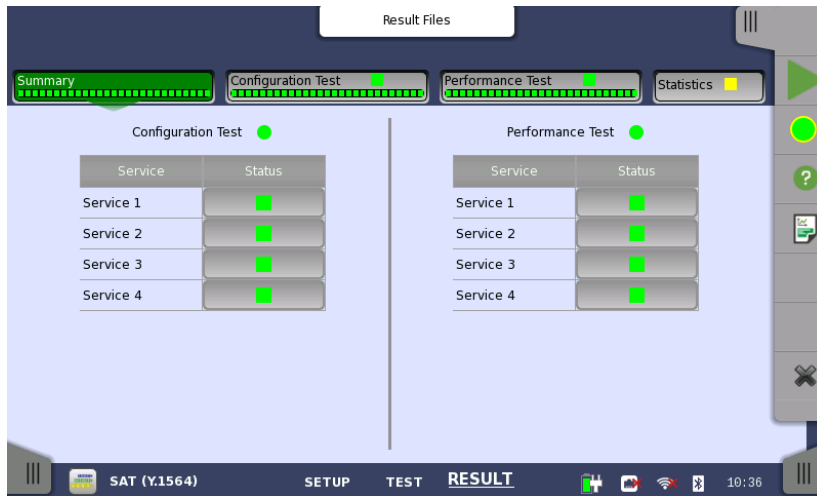 Result Files
Summary
Configuration Test
Performance Test
Statistics
Configuration Test
Service Status
Service 1
Service 2
Service 3
Service 4
Performance Test
Service Status
Service 1
Service 2
Service 3
Service 4
?
SAT (Y.1564)
SETUP
TEST
RESULT
10:36